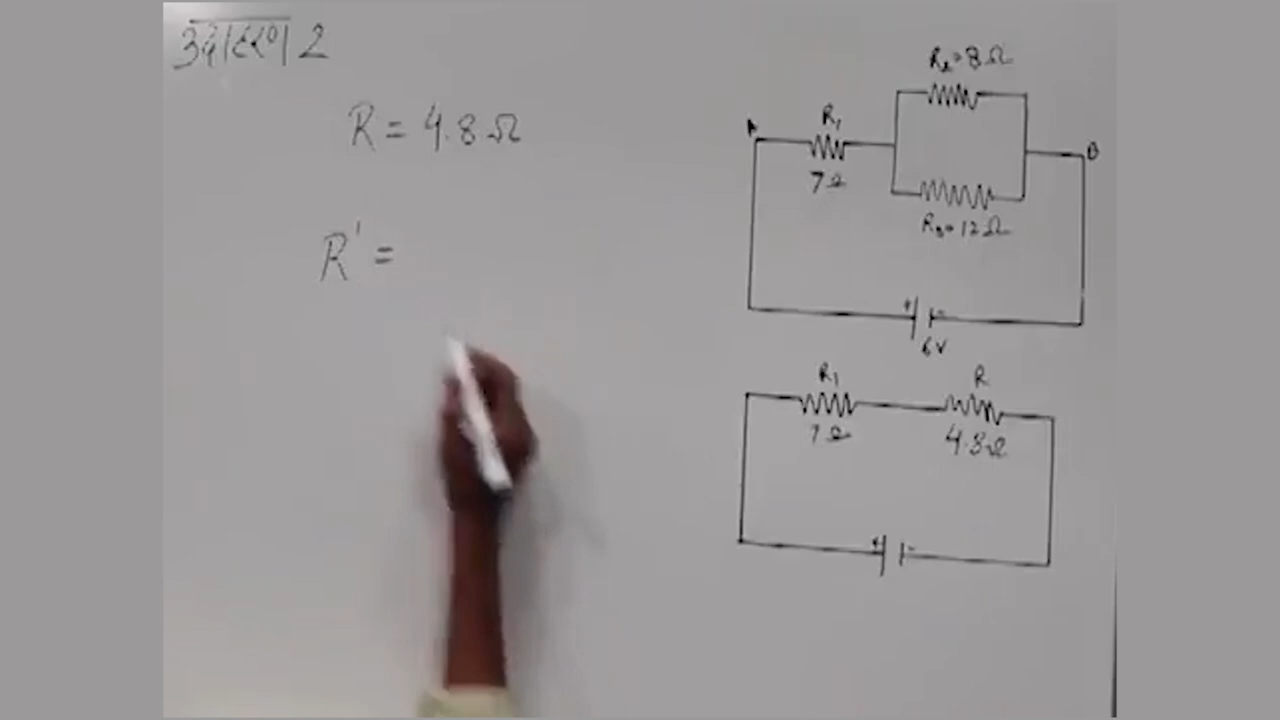 उदाहरण 2
R = 4.8 Ω
R' =
R₂ = 8 Ω
A
R₁
7 Ω
B
R₃ = 12 Ω
+ -
6V
R₁ R
7 Ω 4.8 Ω
+ -